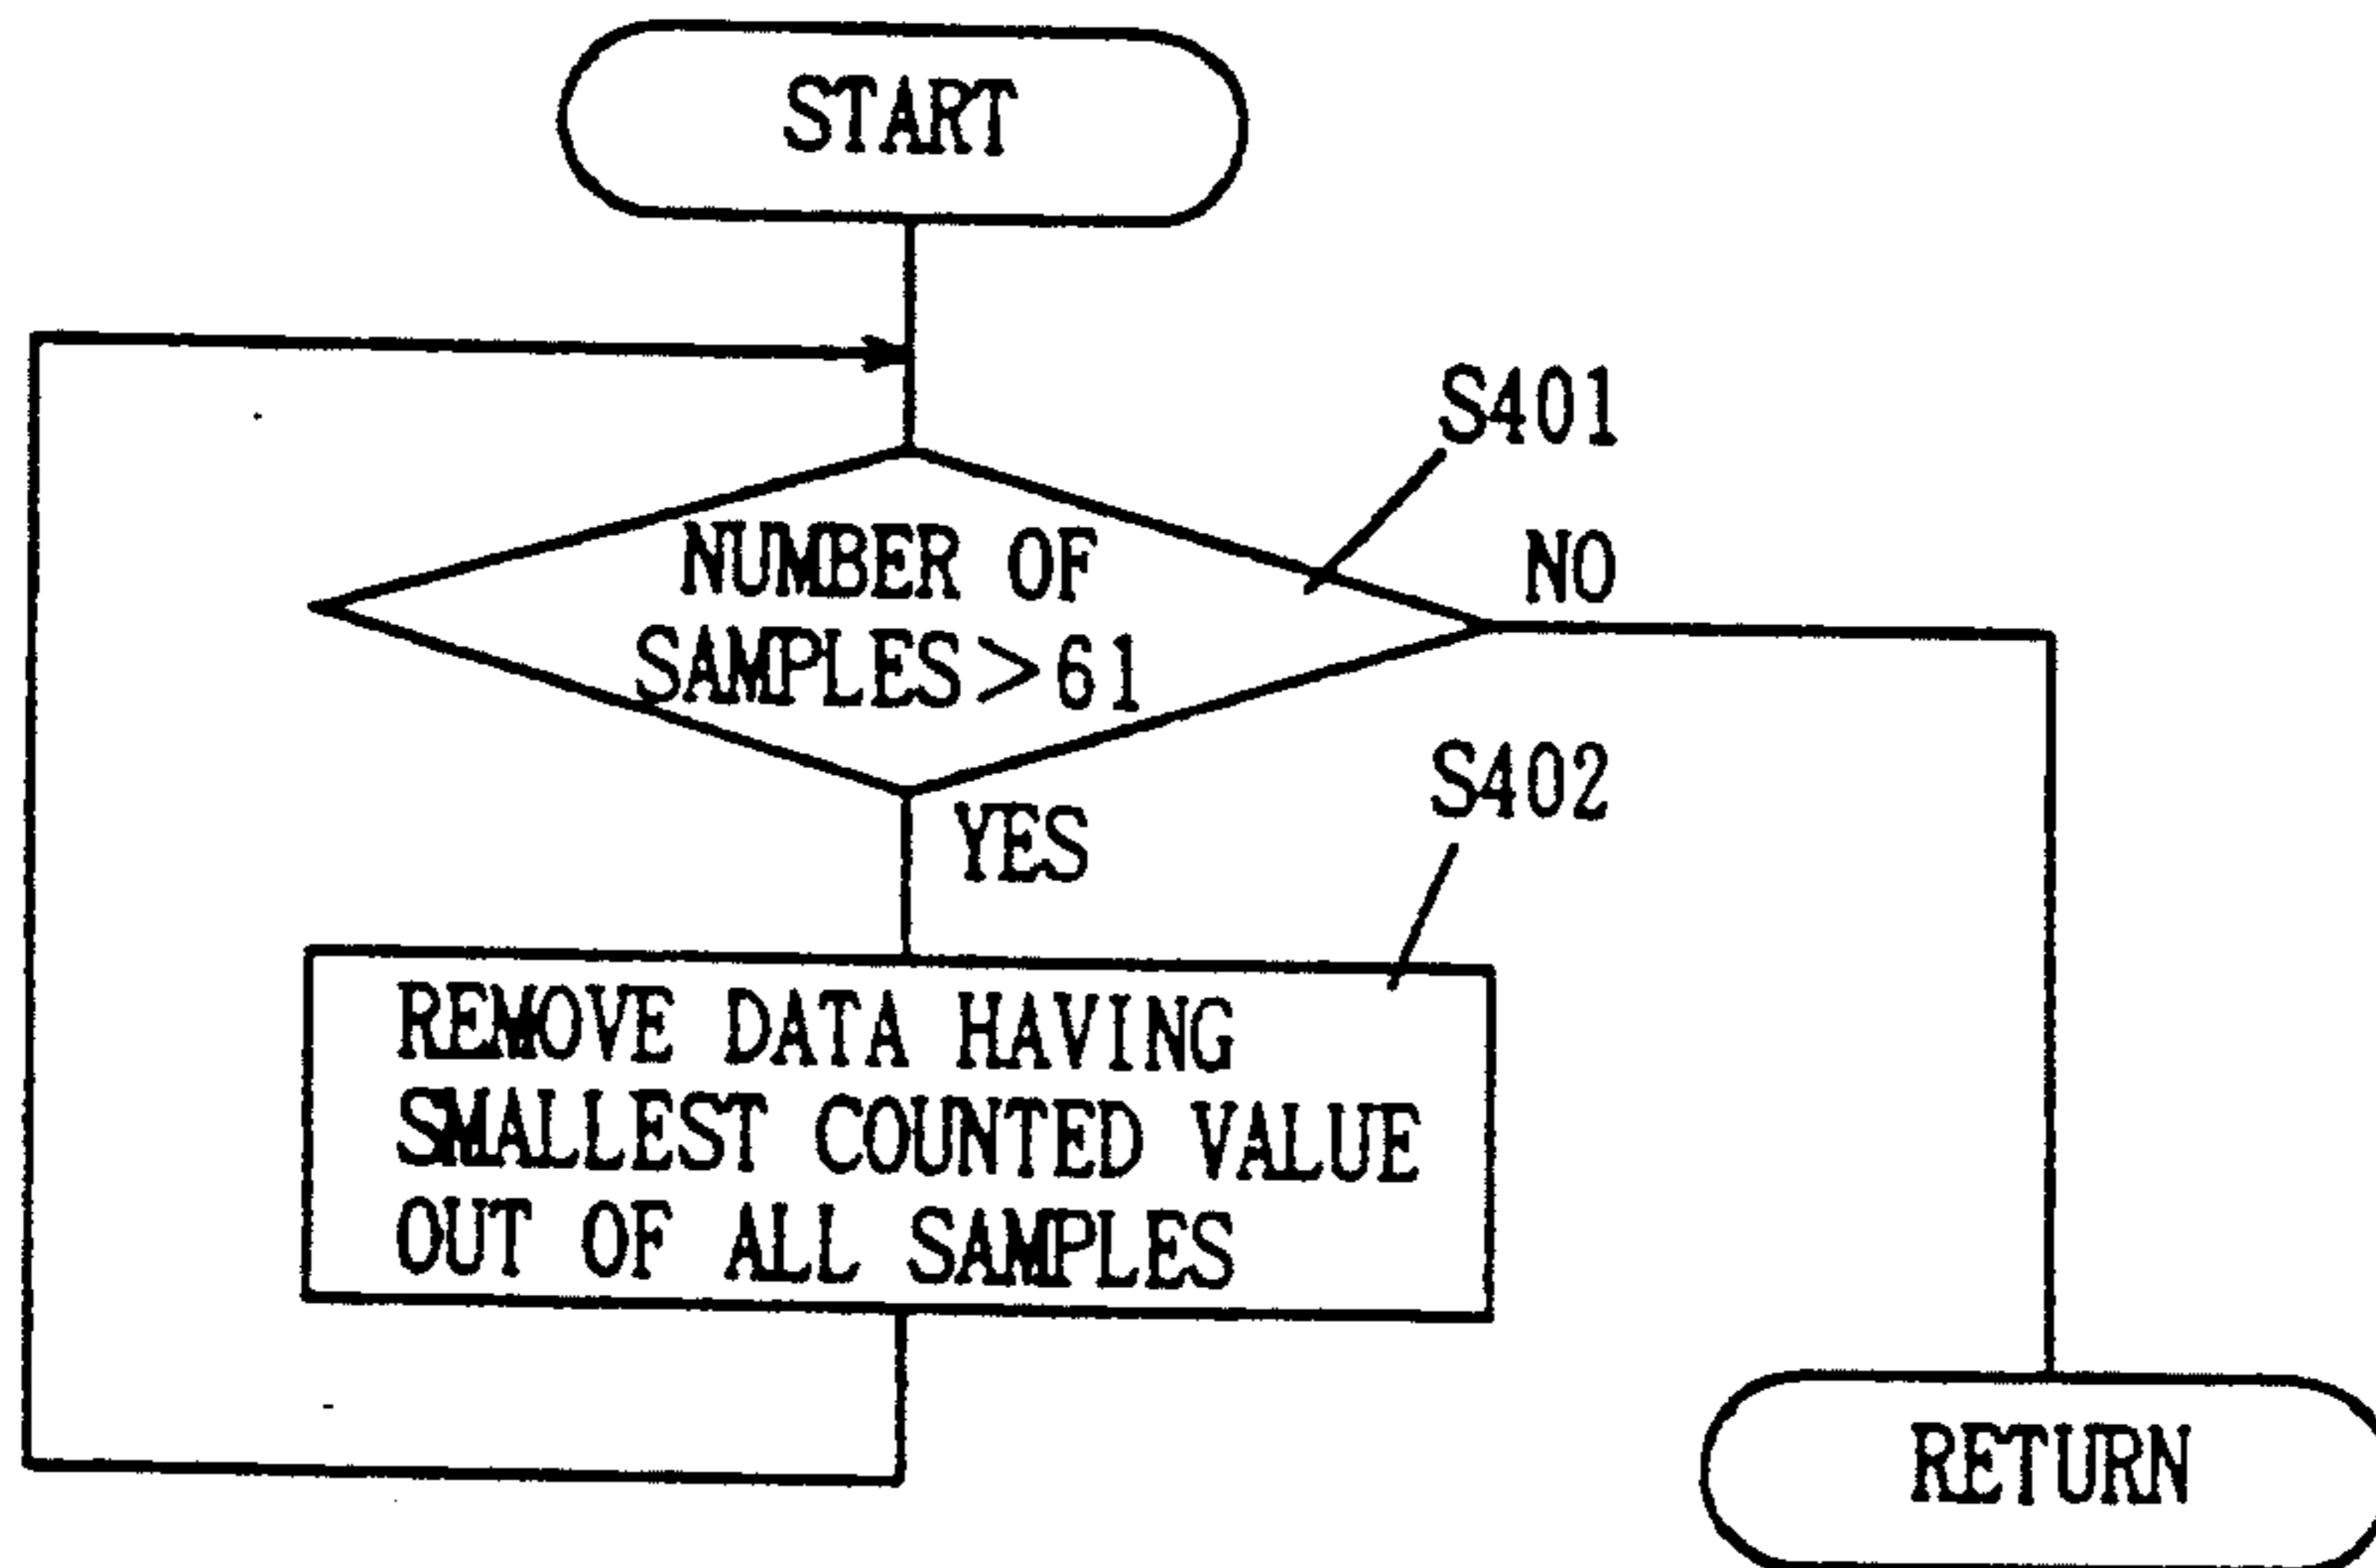 START
S401
NUMBER OF
SAMPLES>61
NO
YES
S402
REMOVE DATA HAVING
SMALLEST COUNTED VALUE
OUT OF ALL SAMPLES
RETURN